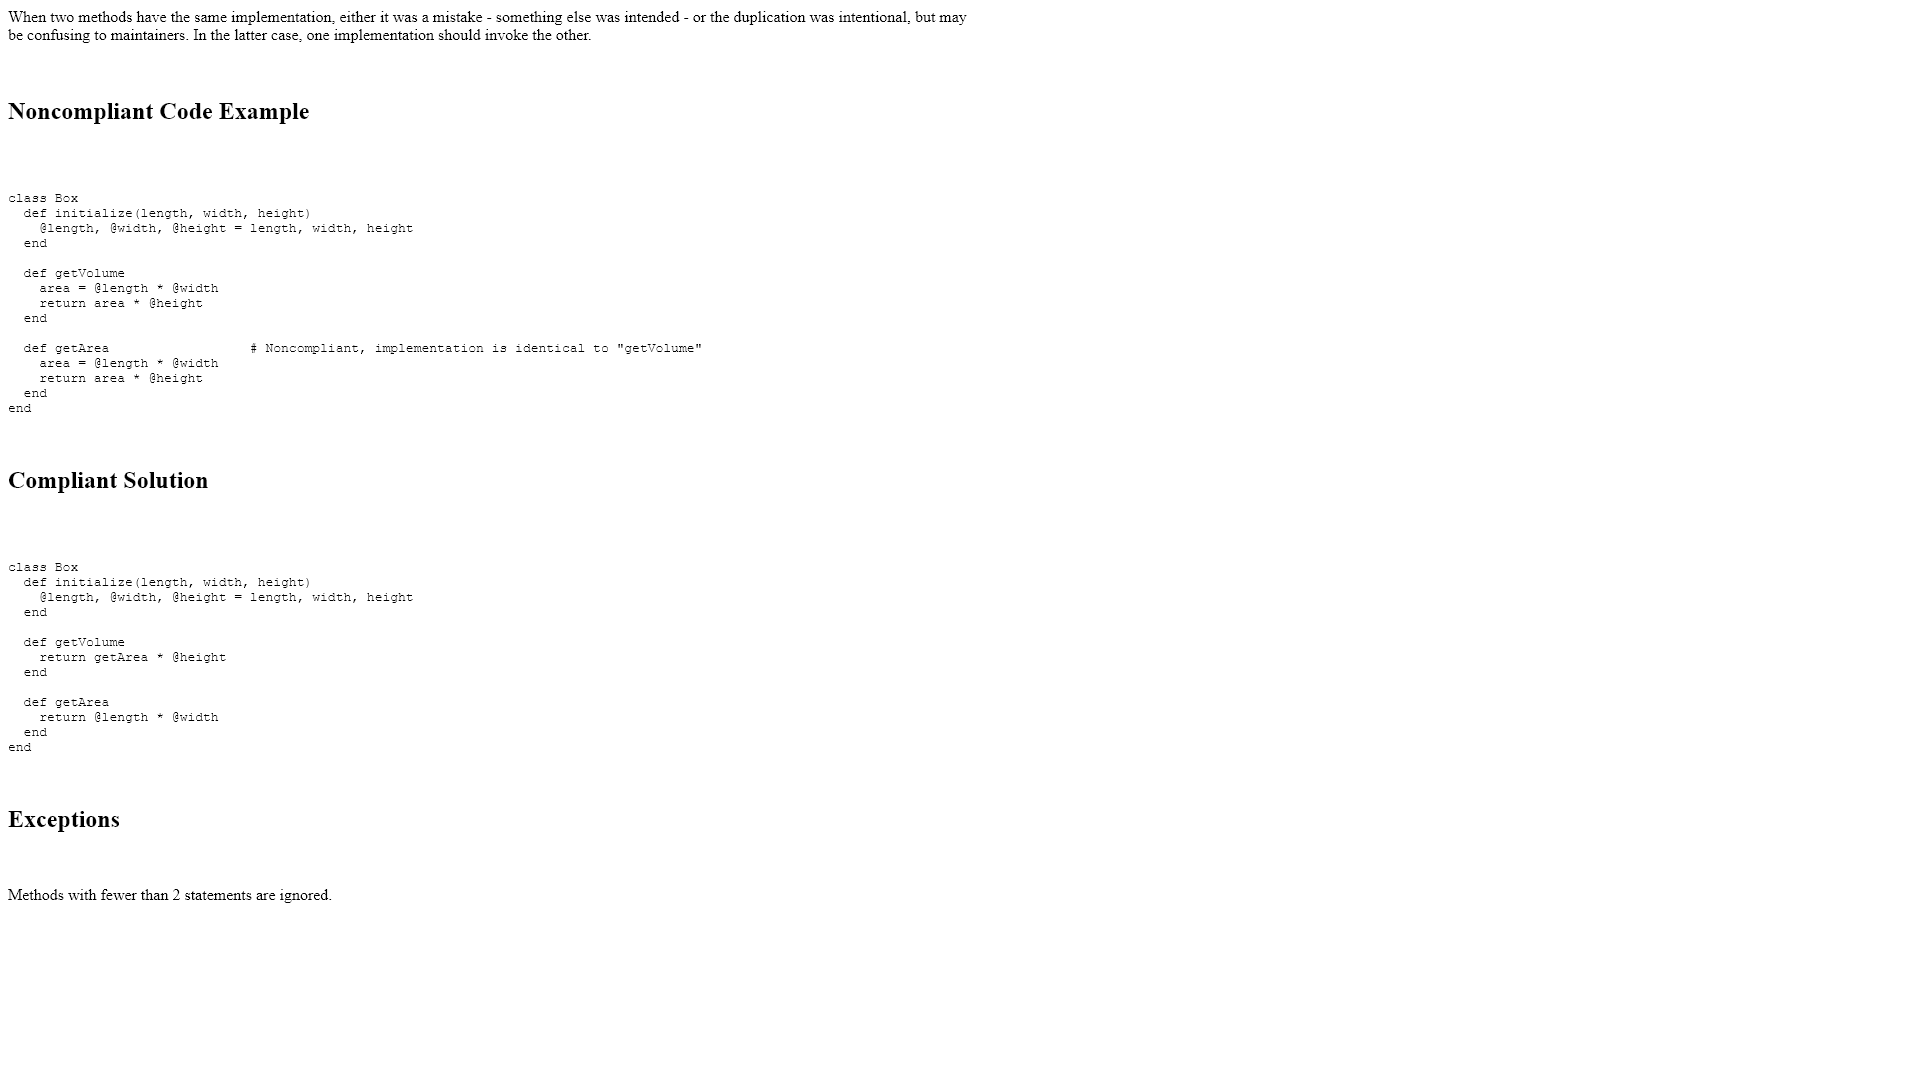 When two methods have the same implementation, either it was a mistake - something else was intended - or the duplication was intentional, but may
be confusing to maintainers. In the latter case, one implementation should invoke the other.
Noncompliant Code Example
class Box
  def initialize(length, width, height)
    @length, @width, @height = length, width, height
  end
  def getVolume
    area = @length * @width
    return area * @height
  end
  def getArea                  # Noncompliant, implementation is identical to "getVolume"
    area = @length * @width
    return area * @height
  end
end
Compliant Solution
class Box
  def initialize(length, width, height)
    @length, @width, @height = length, width, height
  end
  def getVolume
    return getArea * @height
  end
  def getArea
    return @length * @width
  end
end
Exceptions
Methods with fewer than 2 statements are ignored.